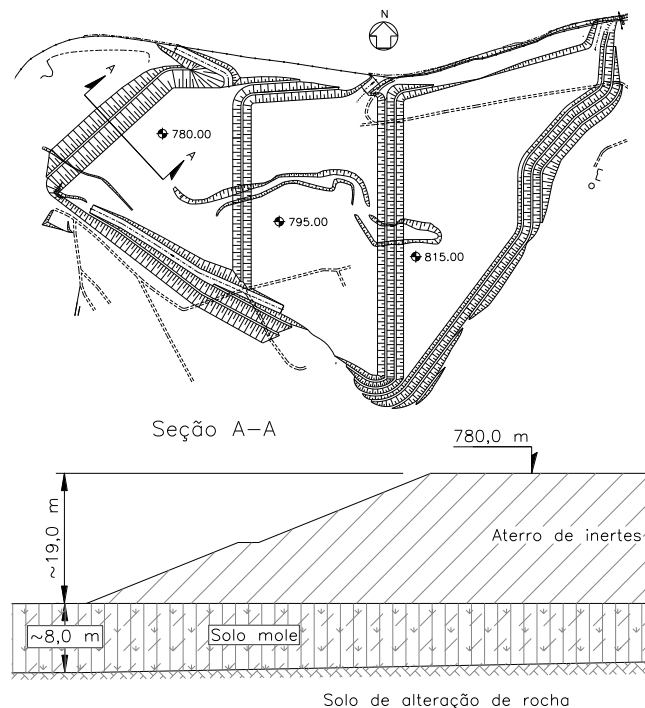 N
A
780.00
A
795.00
815.00
Seção A-A
780,0 m
~19,0 m
Aterro de inertes
~8,0 m
Solo mole
Solo de alteração de rocha